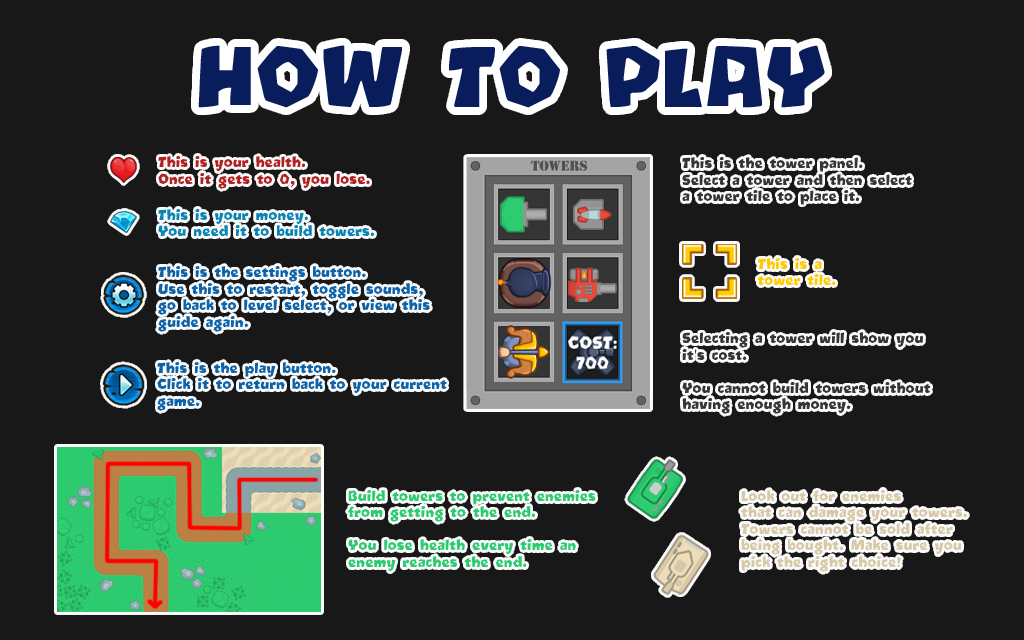 HOW TO PLAY
This is your health.
Once it gets to 0, you lose.
This is your money.
You need it to build towers.
This is the settings button.
Use this to restart, toggle sounds,
go back to level select, or view this
guide again.
This is the play button.
Click it to return back to your current
game.
TOWERS
COST:
700
This is the tower panel.
Select a tower and then select
a tower tile to place it.
This is a
tower tile.
Selecting a tower will show you
it's cost.
You cannot build towers without
having enough money.
Build towers to prevent enemies
from getting to the end.
You lose health every time an
enemy reaches the end.
Look out for enemies
that can damage your towers.
Towers cannot be sold after
being bought. Make sure you
pick the right choice!